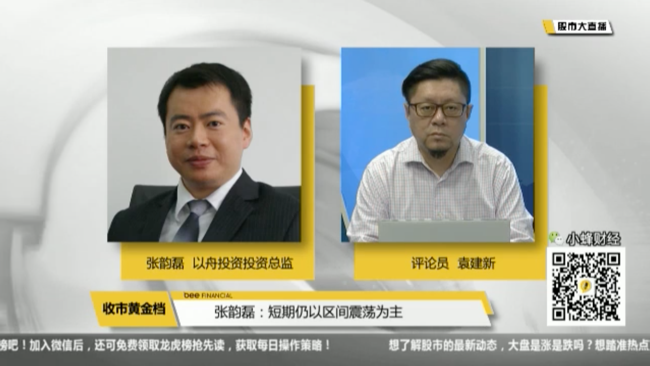 股市大直播
张韵磊 以舟投资投资总监
评论员 袁建新
小蜂财经
bee FINANCIAL
收市黄金档
张韵磊：短期仍以区间震荡为主
榜吧！加入微信后，还可免费领取龙虎榜抢先读，获取每日操作策略！
想了解股市的最新动态，大盘是涨是跌吗？想踏准热点